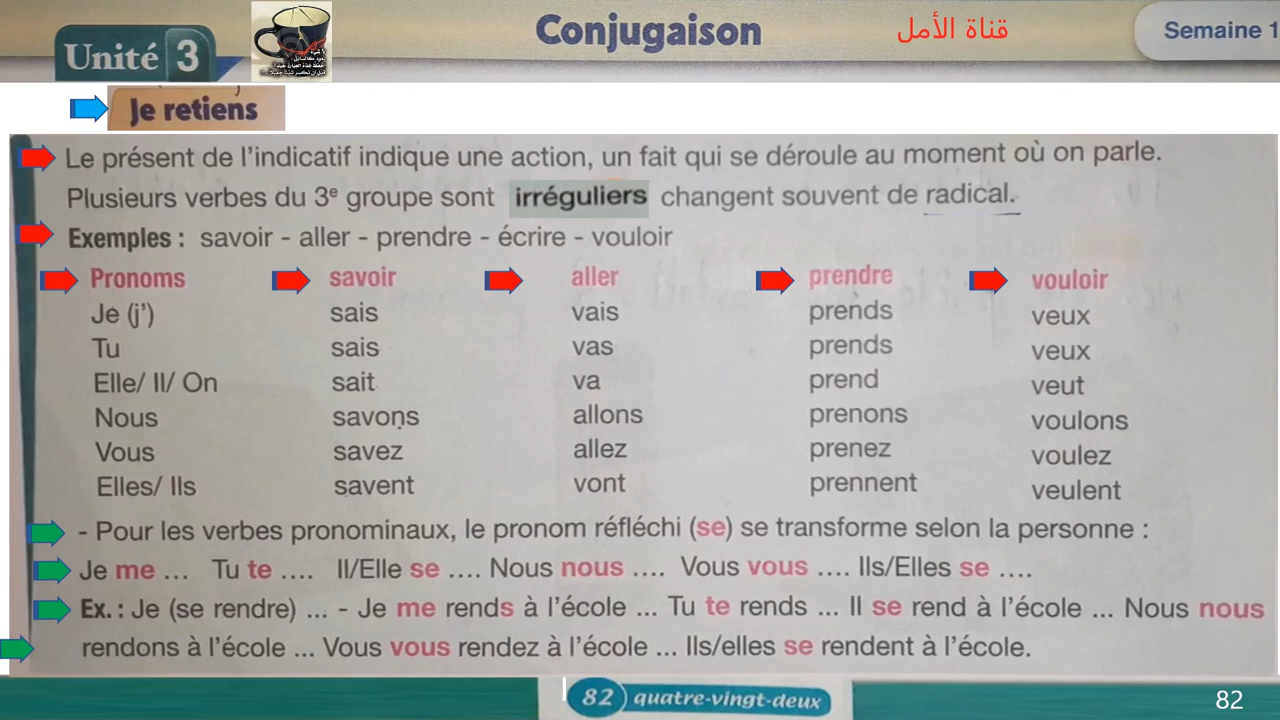 Unité 3
Conjugaison
قناة الأمل
Semaine 1
Je retiens
Le présent de l'indicatif indique une action, un fait qui se déroule au moment où on parle.
Plusieurs verbes du 3e groupe sont irréguliers changent souvent de radical.
Exemples : savoir - aller - prendre - écrire - vouloir
Pronoms savoir aller prendre vouloir
Je (j') sais vais prends veux
Tu sais vas prends veux
Elle/ Il/ On sait va prend veut
Nous savons allons prenons voulons
Vous savez allez prenez voulez
Elles/ Ils savent vont prennent veulent
- Pour les verbes pronominaux, le pronom réfléchi (se) se transforme selon la personne :
Je me ... Tu te .... Il/Elle se .... Nous nous .... Vous vous .... Ils/Elles se ....
Ex. : Je (se rendre) ... - Je me rends à l'école ... Tu te rends ... Il se rend à l'école ... Nous nous
rendons à l'école ... Vous vous rendez à l'école ... Ils/elles se rendent à l'école.
82 quatre-vingt-deux
82